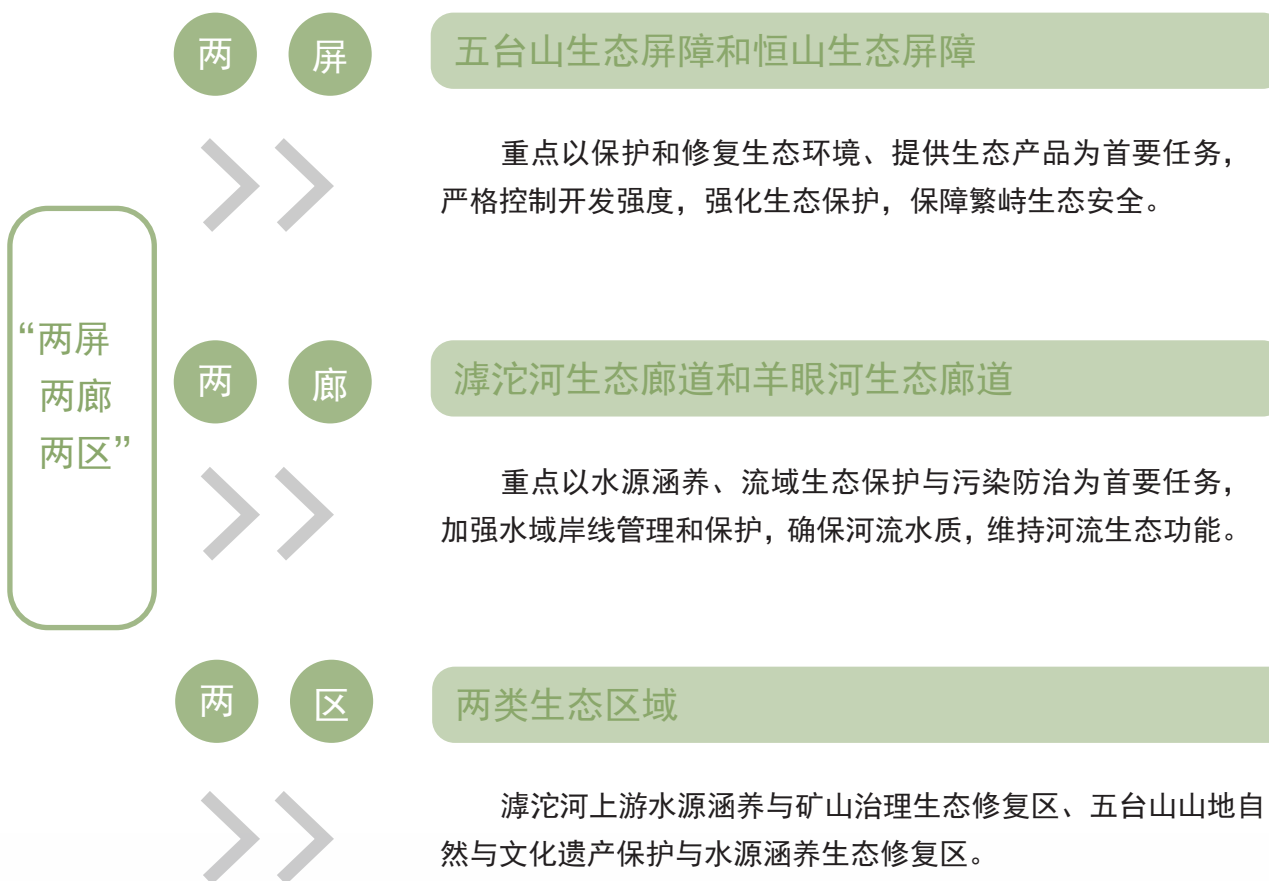 “两屏
两廊
两区”
两 屏
五台山生态屏障和恒山生态屏障
重点以保护和修复生态环境、提供生态产品为首要任务，
严格控制开发强度，强化生态保护，保障繁峙生态安全。
两 廊
滹沱河生态廊道和羊眼河生态廊道
重点以水源涵养、流域生态保护与污染防治为首要任务，
加强水域岸线管理和保护，确保河流水质，维持河流生态功能。
两 区
两类生态区域
滹沱河上游水源涵养与矿山治理生态修复区、五台山山地自
然与文化遗产保护与水源涵养生态修复区。